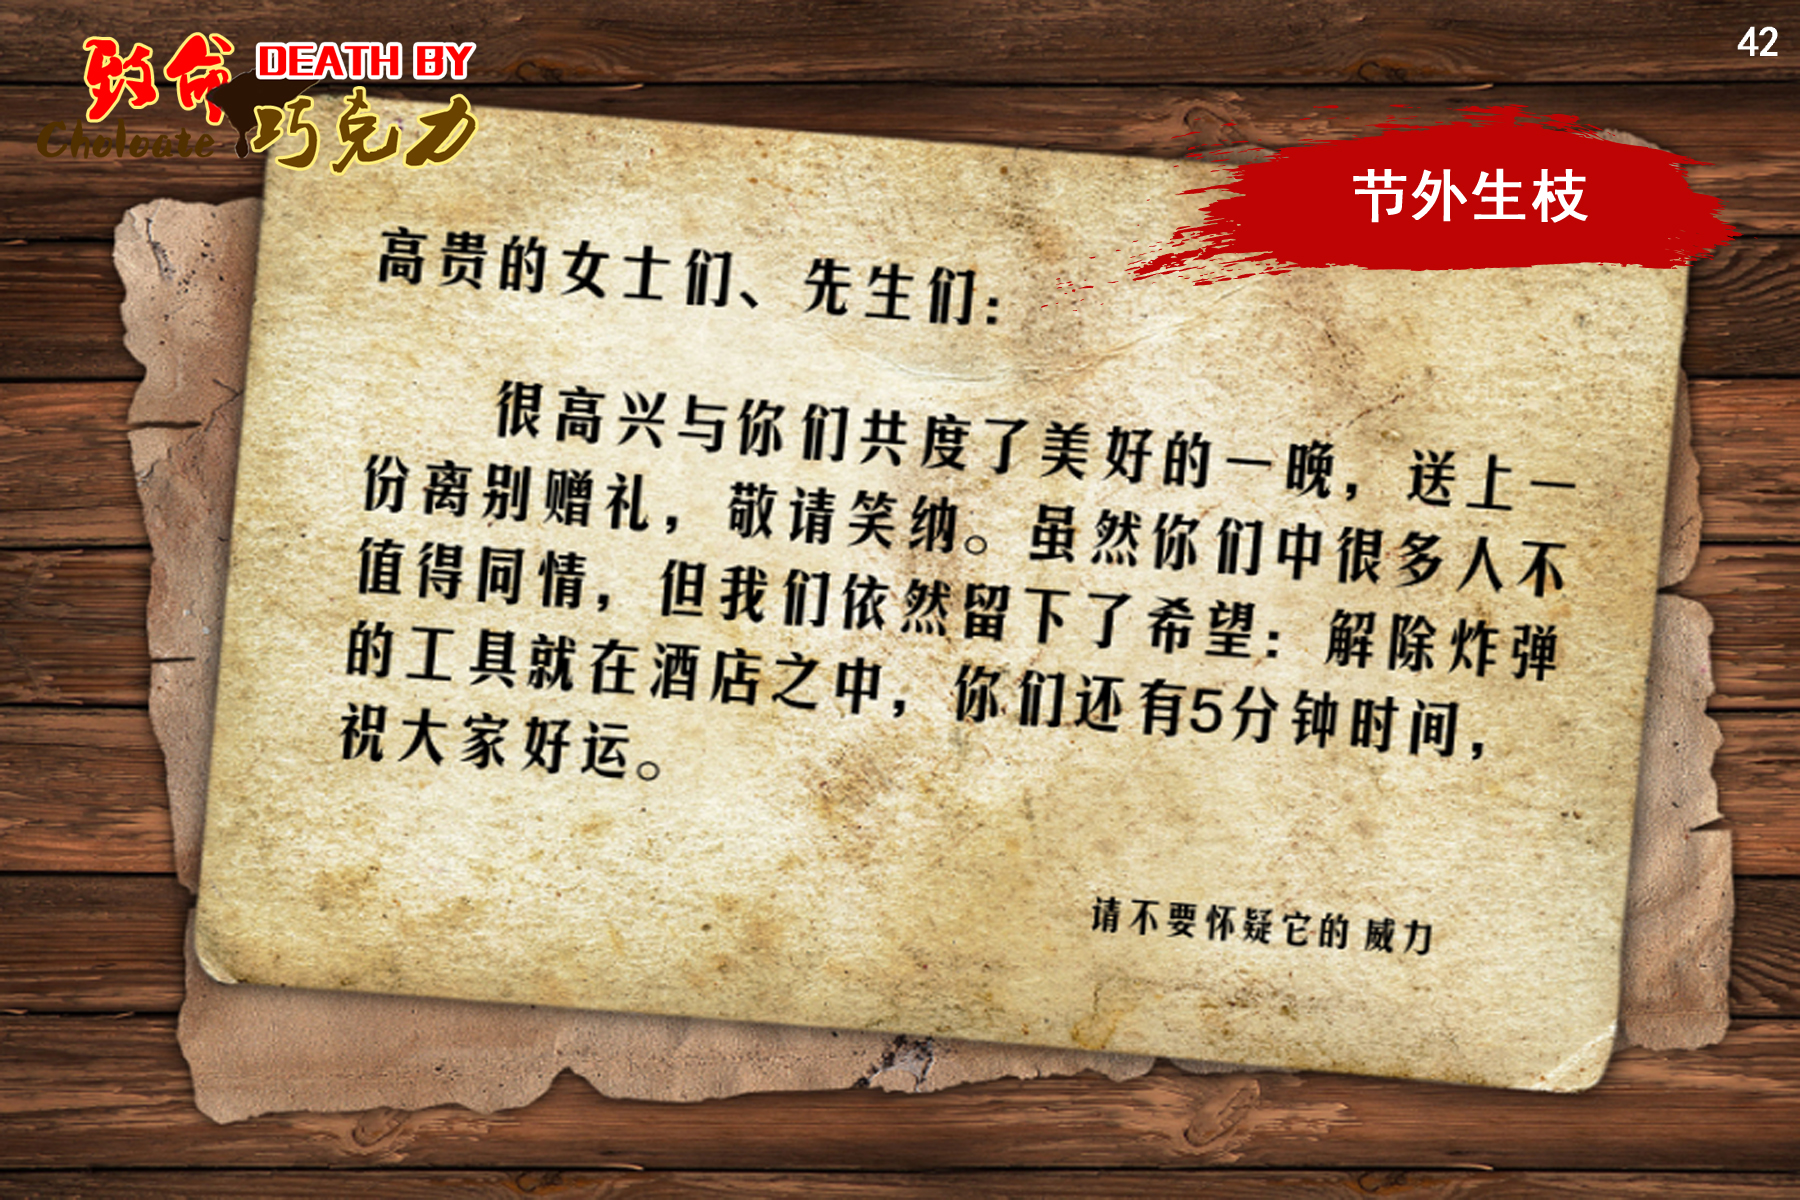 42
致命 DEATH BY
Choloate 巧克力
节外生枝
高贵的女士们、先生们：
很高兴与你们共度了美好的一晚，送上一
份离别赠礼，敬请笑纳。虽然你们中很多人不
值得同情，但我们依然留下了希望：解除炸弹
的工具就在酒店之中，你们还有5分钟时间，
祝大家好运。
请不要怀疑它的 威力